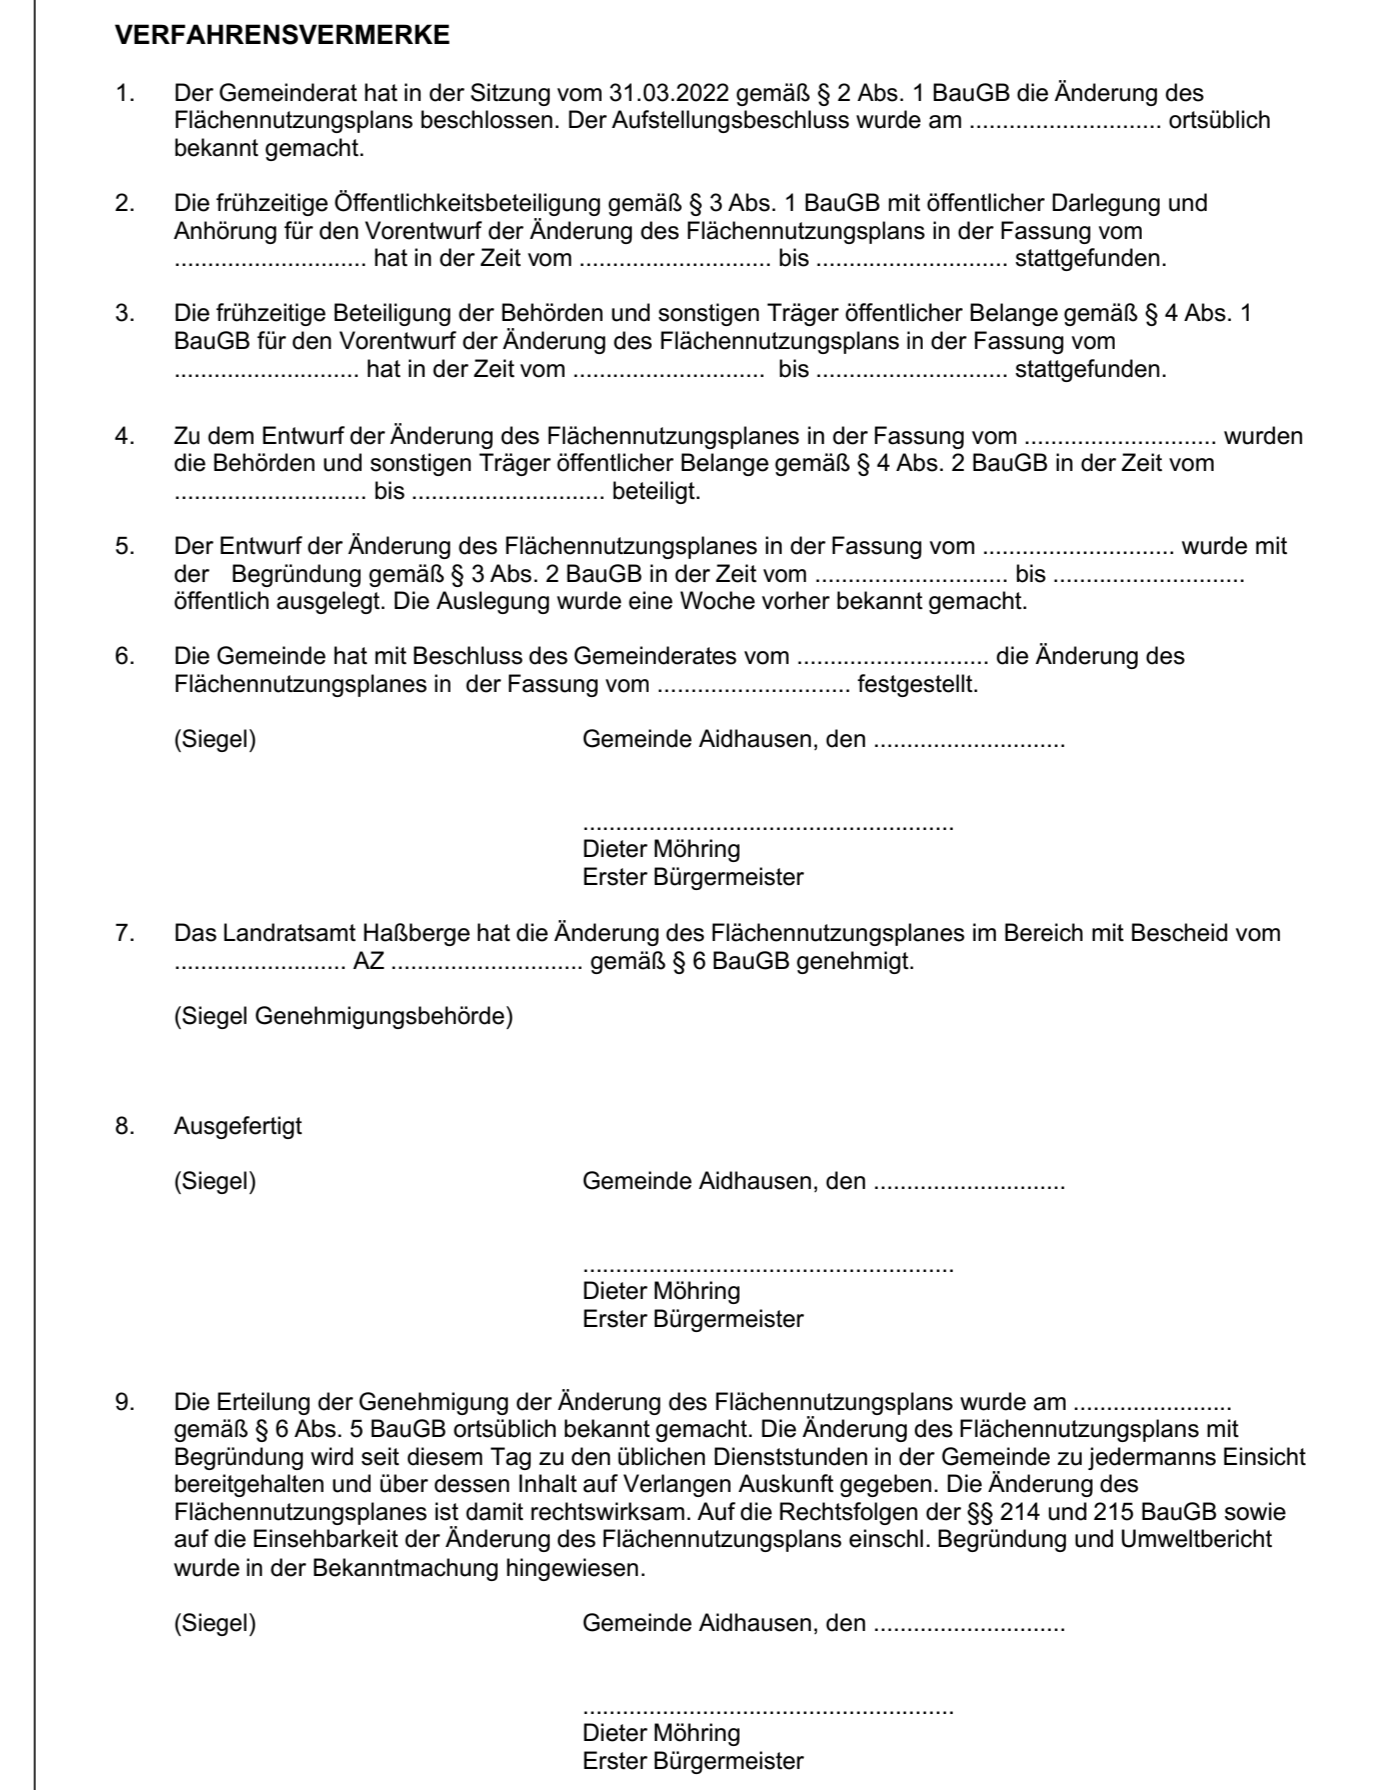 VERFAHRENSVERMERKE
1. Der Gemeinderat hat in der Sitzung vom 31.03.2022 gemäß § 2 Abs. 1 BauGB die Änderung des
Flächennutzungsplans beschlossen. Der Aufstellungsbeschluss wurde am ............................. ortsüblich
bekannt gemacht.
2. Die frühzeitige Öffentlichkeitsbeteiligung gemäß § 3 Abs. 1 BauGB mit öffentlicher Darlegung und
Anhörung für den Vorentwurf der Änderung des Flächennutzungsplans in der Fassung vom
............................. hat in der Zeit vom ............................. bis ............................. stattgefunden.
3. Die frühzeitige Beteiligung der Behörden und sonstigen Träger öffentlicher Belange gemäß § 4 Abs. 1
BauGB für den Vorentwurf der Änderung des Flächennutzungsplans in der Fassung vom
............................ hat in der Zeit vom ............................. bis ............................. stattgefunden.
4. Zu dem Entwurf der Änderung des Flächennutzungsplanes in der Fassung vom ............................. wurden
die Behörden und sonstigen Träger öffentlicher Belange gemäß § 4 Abs. 2 BauGB in der Zeit vom
............................. bis ............................. beteiligt.
5. Der Entwurf der Änderung des Flächennutzungsplanes in der Fassung vom ............................. wurde mit
der Begründung gemäß § 3 Abs. 2 BauGB in der Zeit vom ............................. bis .............................
öffentlich ausgelegt. Die Auslegung wurde eine Woche vorher bekannt gemacht.
6. Die Gemeinde hat mit Beschluss des Gemeinderates vom ............................. die Änderung des
Flächennutzungsplanes in der Fassung vom ............................. festgestellt.
(Siegel) Gemeinde Aidhausen, den .............................
........................................................
Dieter Möhring
Erster Bürgermeister
7. Das Landratsamt Haßberge hat die Änderung des Flächennutzungsplanes im Bereich mit Bescheid vom
.......................... AZ ............................. gemäß § 6 BauGB genehmigt.
(Siegel Genehmigungsbehörde)
8. Ausgefertigt
(Siegel) Gemeinde Aidhausen, den .............................
........................................................
Dieter Möhring
Erster Bürgermeister
9. Die Erteilung der Genehmigung der Änderung des Flächennutzungsplans wurde am ........................
gemäß § 6 Abs. 5 BauGB ortsüblich bekannt gemacht. Die Änderung des Flächennutzungsplans mit
Begründung wird seit diesem Tag zu den üblichen Dienststunden in der Gemeinde zu jedermanns Einsicht
bereitgehalten und über dessen Inhalt auf Verlangen Auskunft gegeben. Die Änderung des
Flächennutzungsplanes ist damit rechtswirksam. Auf die Rechtsfolgen der §§ 214 und 215 BauGB sowie
auf die Einsehbarkeit der Änderung des Flächennutzungsplans einschl. Begründung und Umweltbericht
wurde in der Bekanntmachung hingewiesen.
(Siegel) Gemeinde Aidhausen, den .............................
........................................................
Dieter Möhring
Erster Bürgermeister